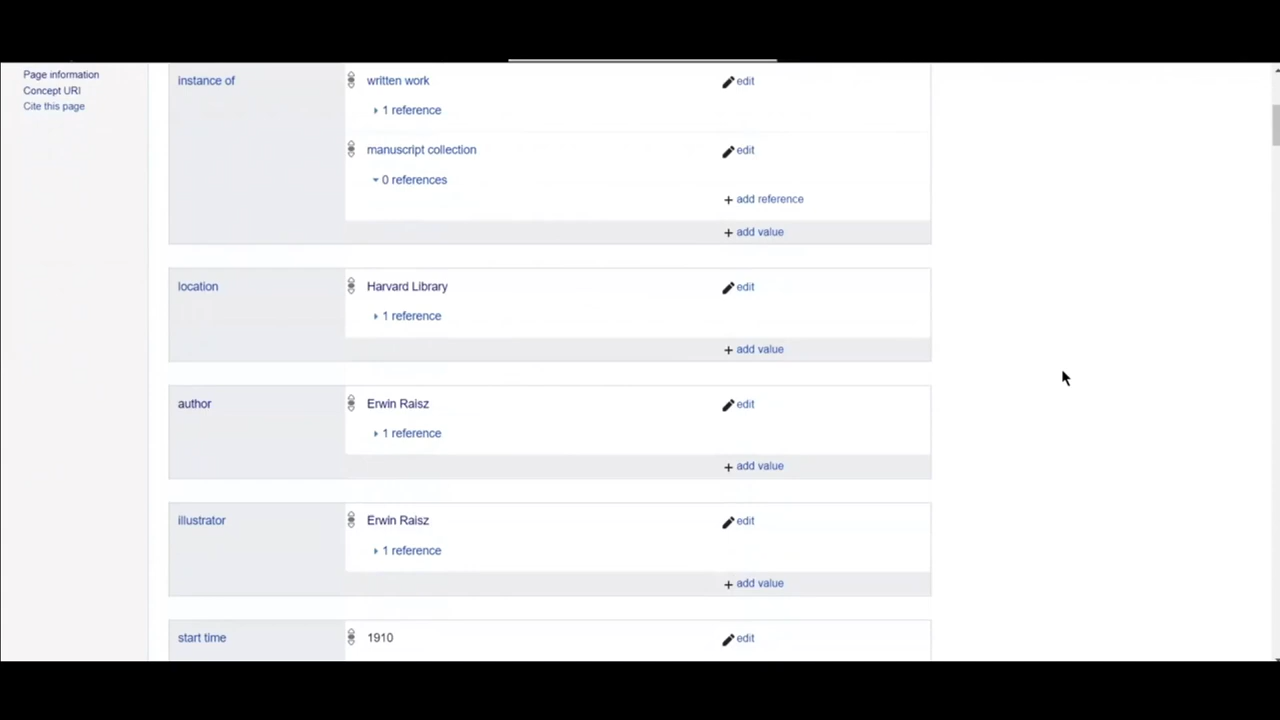 Page information
Concept URI
Cite this page
instance of
written work
edit
1 reference
manuscript collection
edit
0 references
+ add reference
+ add value
location
Harvard Library
edit
1 reference
+ add value
author
Erwin Raisz
edit
1 reference
+ add value
illustrator
Erwin Raisz
edit
1 reference
+ add value
start time
1910
edit